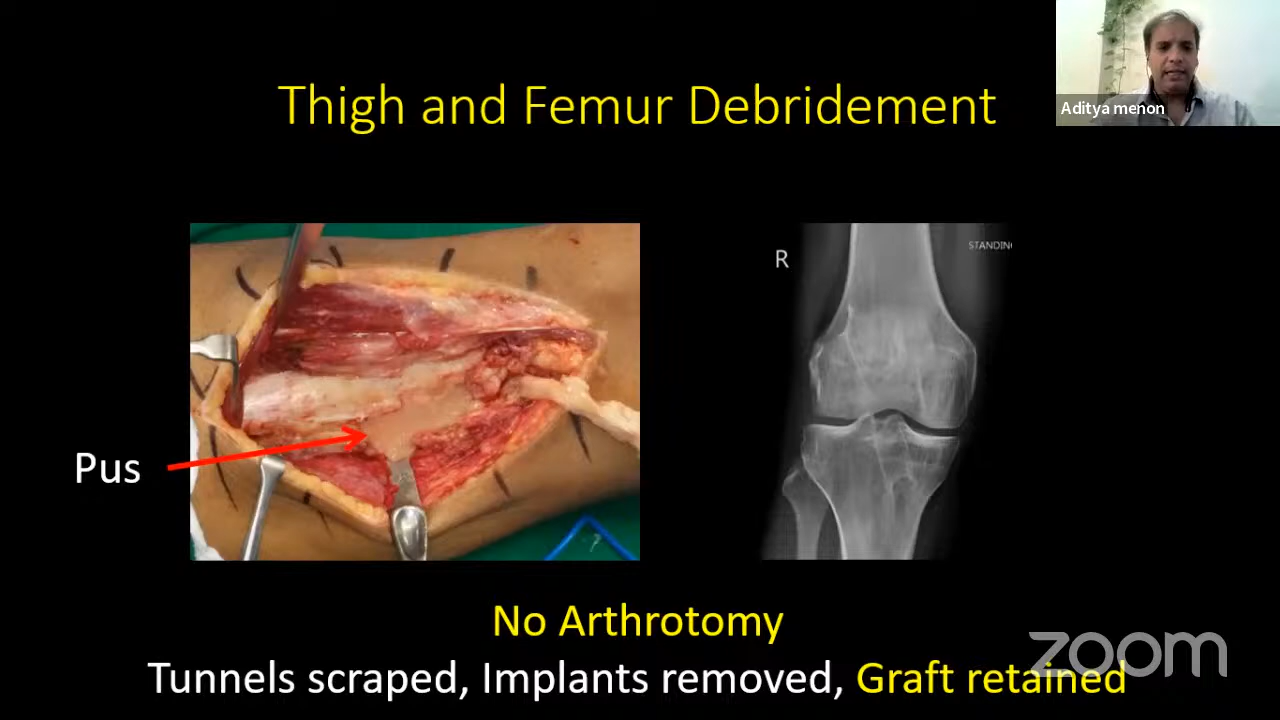 Thigh and Femur Debridement
Aditya menon
R
STANDING
Pus
No Arthrotomy
Tunnels scraped, Implants removed, Graft retained
zoom